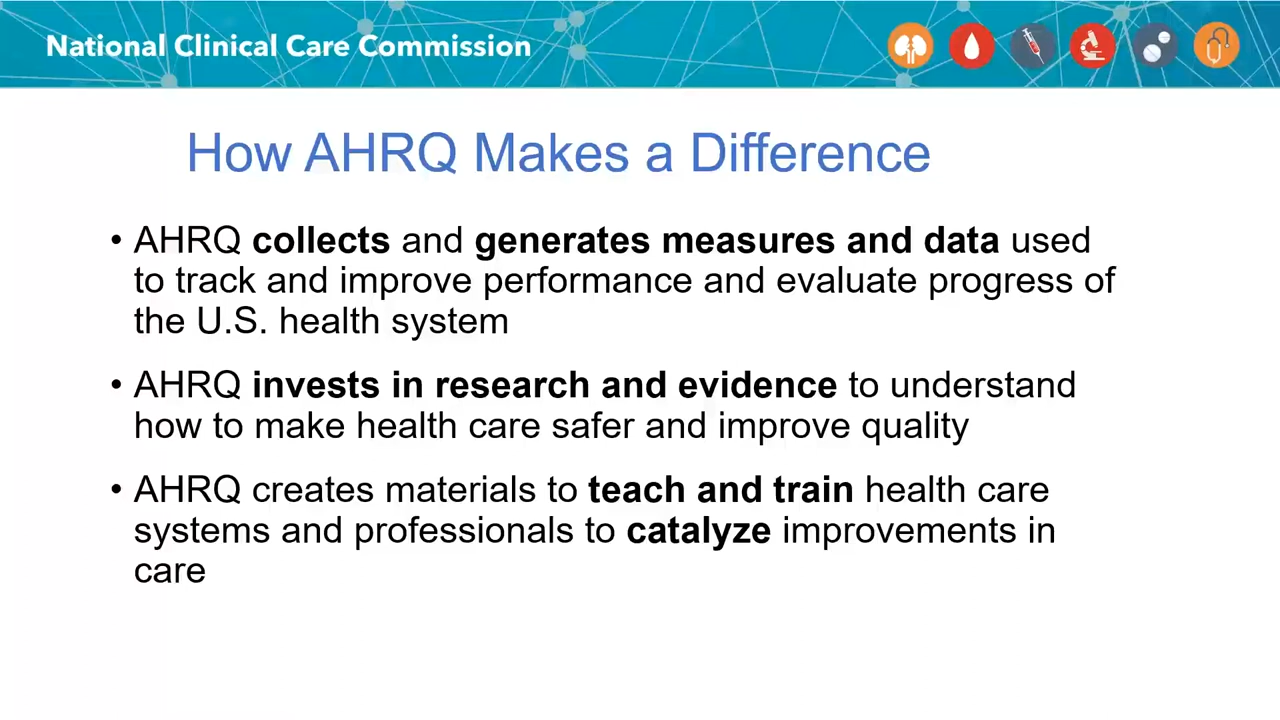 National Clinical Care Commission
How AHRQ Makes a Difference
• AHRQ collects and generates measures and data used
to track and improve performance and evaluate progress of
the U.S. health system
• AHRQ invests in research and evidence to understand
how to make health care safer and improve quality
• AHRQ creates materials to teach and train health care
systems and professionals to catalyze improvements in
care